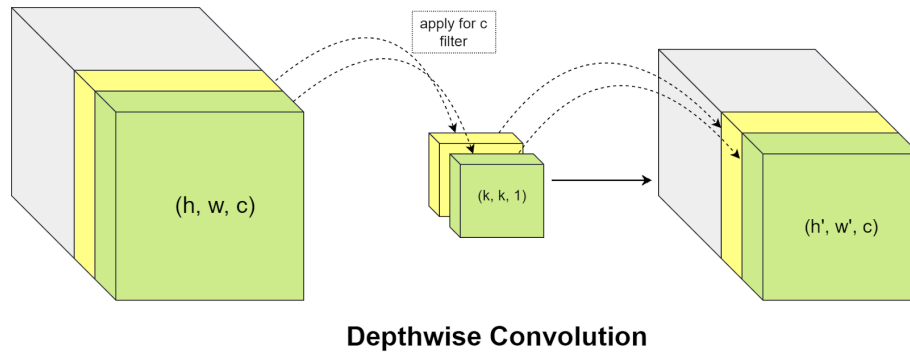 apply for c
filter
(h, w, c)
(k, k, 1)
(h', w', c)
Depthwise Convolution